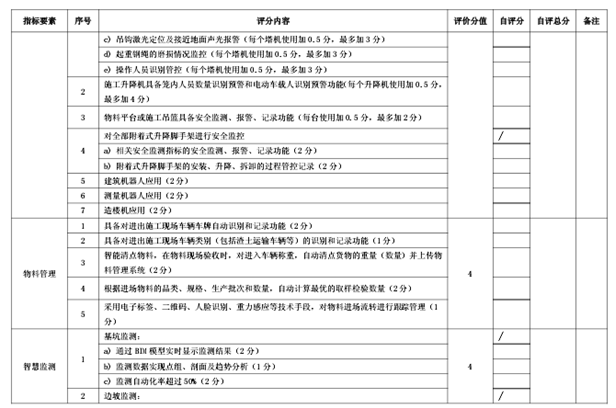 指标要素 序号 评分内容 评价分值 自评分 自评总分 备注
c) 吊钩激光定位及接近地面声光报警（每个塔机使用加0.5分，最多加3分）
d) 起重钢绳的磨损情况监控（每个塔机使用加0.5分，最多加3分）
e) 操作人员识别管控（每个塔机使用加0.5分，最多加3分）
2 施工升降机具备笼内人员数量识别预警和电动车载人识别预警功能（每个升降机使用加0.5分，
最多加4分）
3 物料平台或施工吊篮具备安全监测、报警、记录功能（每台使用加0.5分，最多加2分）
4 对全部附着式升降脚手架进行安全监控 /
a) 相关安全监测指标的安全监测、报警、记录功能（2分）
b) 附着式升降脚手架的安装、升降、拆卸的过程管控记录（2分）
5 建筑机器人应用（2分）
6 测量机器人应用（2分）
7 造楼机应用（2分）
物料管理 4
1 具备对进出施工现场车辆车牌自动识别和记录功能（2分）
2 具备对进出施工现场车辆类别（包括渣土运输车辆等）的识别和记录功能（1分）
3 智能清点物料，在物料现场验收时，对进入车辆称重，自动清点货物的重量（数量）并上传物
料管理系统（2分）
4 根据进场物料的品类、规格、生产批次和数量，自动计算最优的取样检验数量（2分）
5 采用电子标签、二维码、人脸识别、重力感应等技术手段，对物料进场流转进行跟踪管理（1
分）
智慧监测 4
1 基坑监测： /
a) 通过BIM模型实时显示监测结果（2分）
b) 监测数据实现点组、剖面及趋势分析（1分）
c) 监测自动化率超过50%（2分）
2 边坡监测： /